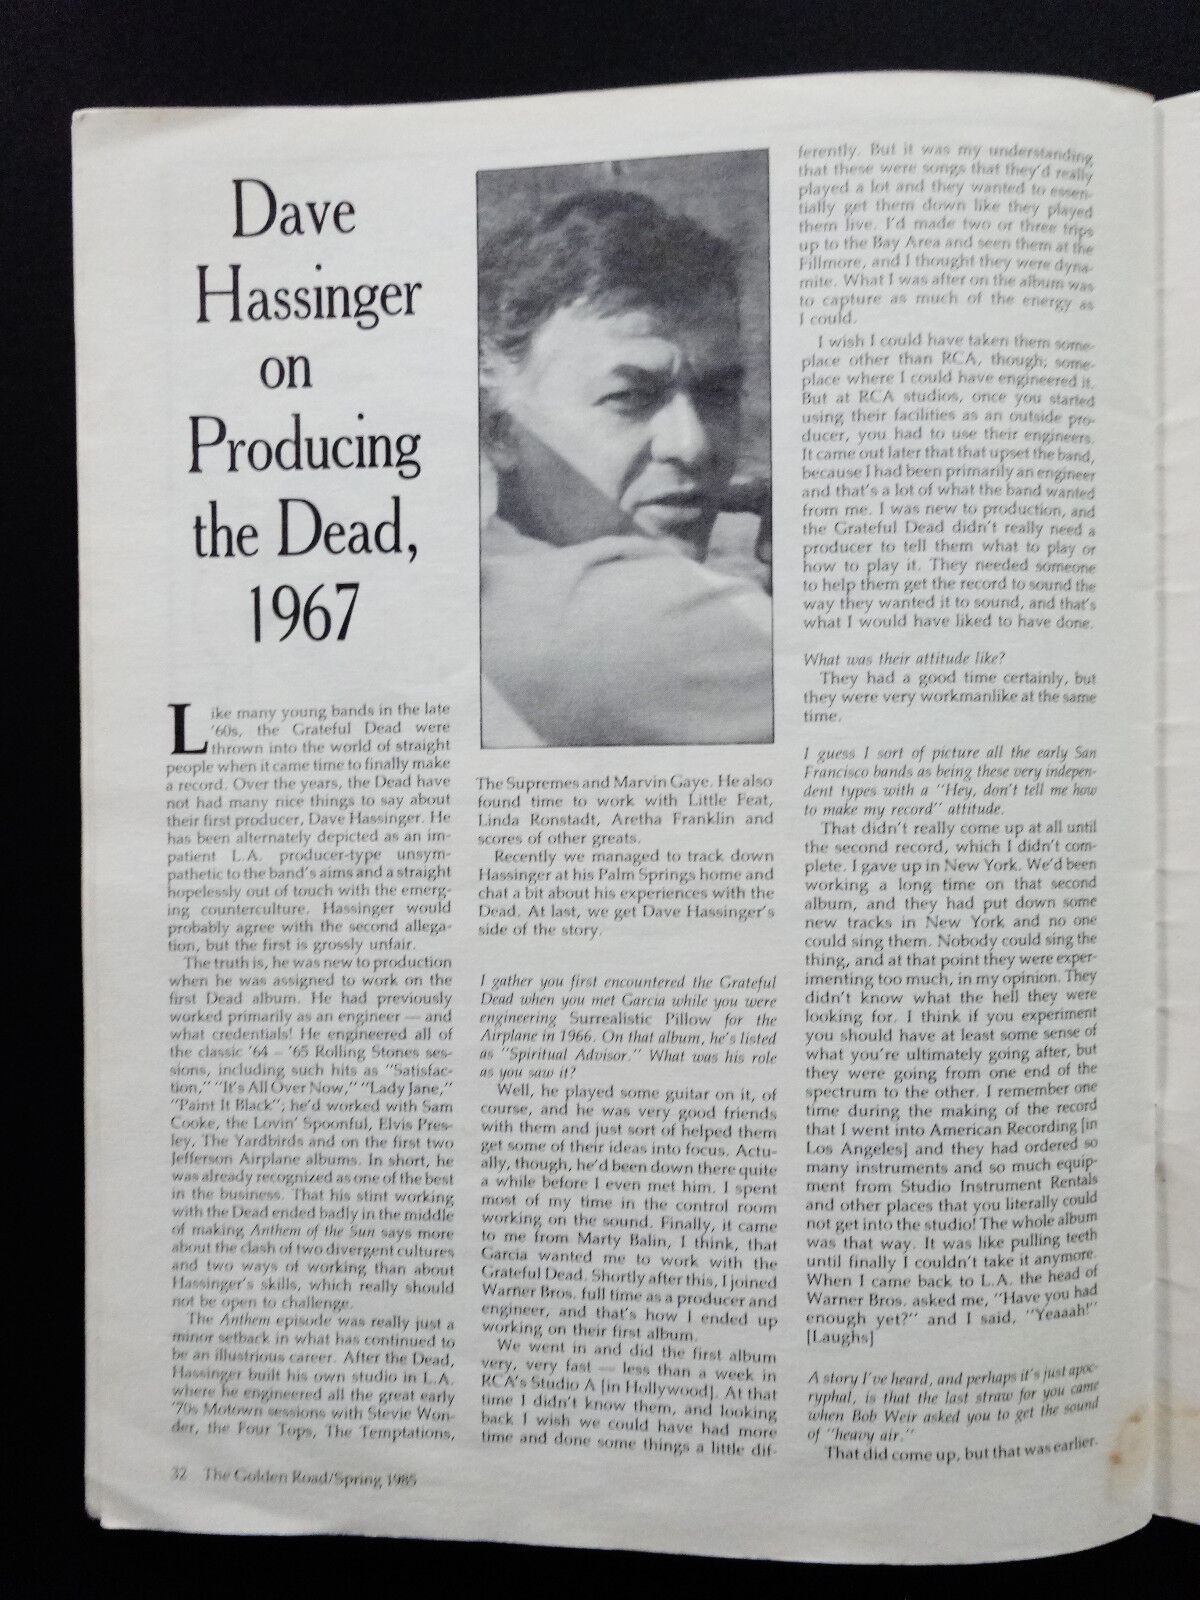 Dave
Hassinger
on
Producing
the Dead,
1967
Like many young bands in the late
'60s, the Grateful Dead were
thrown into the world of straight
people when it came time to finally make
a record. Over the years, the Dead have
not had many nice things to say about
their first producer, Dave Hassinger. He
has been alternately depicted as an im-
patient L.A. producer-type unsym-
pathetic to the band's aims and a straight
hopelessly out of touch with the emerg-
ing counterculture. Hassinger would
probably agree with the second allega-
tion, but the first is grossly unfair.
The truth is, he was new to production
when he was assigned to work on the
first Dead album. He had previously
worked primarily as an engineer — and
what credentials! He engineered all of
the classic '64 – '65 Rolling Stones ses-
sions, including such hits as "Satisfac-
tion," "It's All Over Now," "Lady Jane,"
"Paint It Black"; he'd worked with Sam
Cooke, the Lovin' Spoonful, Elvis Pres-
ley, The Yardbirds and on the first two
Jefferson Airplane albums. In short, he
was already recognized as one of the best
in the business. That his stint working
with the Dead ended badly in the middle
of making Anthem of the Sun says more
about the clash of two divergent cultures
and two ways of working than about
Hassinger's skills, which really should
not be open to challenge.
The Anthem episode was really just a
minor setback in what has continued to
be an illustrious career. After the Dead,
Hassinger built his own studio in L.A.
where he engineered all the great early
'70s Motown sessions with Stevie Won-
der, the Four Tops, The Temptations,
The Supremes and Marvin Gaye. He also
found time to work with Little Feat,
Linda Ronstadt, Aretha Franklin and
scores of other greats.
Recently we managed to track down
Hassinger at his Palm Springs home and
chat a bit about his experiences with the
Dead. At last, we get Dave Hassinger's
side of the story.
I gather you first encountered the Grateful
Dead when you met Garcia while you were
engineering Surrealistic Pillow for the
Airplane in 1966. On that album, he's listed
as "Spiritual Advisor." What was his role
as you saw it?
Well, he played some guitar on it, of
course, and he was very good friends
with them and just sort of helped them
get some of their ideas into focus. Actu-
ally, though, he'd been down there quite
a while before I even met him. I spent
most of my time in the control room
working on the sound. Finally, it came
to me from Marty Balin, I think, that
Garcia wanted me to work with the
Grateful Dead. Shortly after this, I joined
Warner Bros. full time as a producer and
engineer, and that's how I ended up
working on their first album.
We went in and did the first album
very, very fast — less than a week in
RCA's Studio A [in Hollywood]. At that
time I didn't know them, and looking
back I wish we could have had more
time and done some things a little dif-
ferently. But it was my understanding
that these were songs that they'd really
played a lot and they wanted to essen-
tially get them down like they played
them live. I'd made two or three trips
up to the Bay Area and seen them at the
Fillmore, and I thought they were dyna-
mite. What I was after on the album was
to capture as much of the energy as
I could.
I wish I could have taken them some-
place other than RCA, though; some-
place where I could have engineered it.
But at RCA studios, once you started
using their facilities as an outside pro-
ducer, you had to use their engineers.
It came out later that that upset the band,
because I had been primarily an engineer
and that's a lot of what the band wanted
from me. I was new to production, and
the Grateful Dead didn't really need a
producer to tell them what to play or
how to play it. They needed someone
to help them get the record to sound the
way they wanted it to sound, and that's
what I would have liked to have done.
What was their attitude like?
They had a good time certainly, but
they were very workmanlike at the same
time.
I guess I sort of picture all the early San
Francisco bands as being these very indepen-
dent types with a "Hey, don't tell me how
to make my record" attitude.
That didn't really come up at all until
the second record, which I didn't com-
plete. I gave up in New York. We'd been
working a long time on that second
album, and they had put down some
new tracks in New York and no one
could sing them. Nobody could sing the
thing, and at that point they were exper-
imenting too much, in my opinion. They
didn't know what the hell they were
looking for. I think if you experiment
you should have at least some sense of
what you're ultimately going after, but
they were going from one end of the
spectrum to the other. I remember one
time during the making of the record
that I went into American Recording [in
Los Angeles] and they had ordered so
many instruments and so much equip-
ment from Studio Instrument Rentals
and other places that you literally could
not get into the studio! The whole album
was that way. It was like pulling teeth
until finally I couldn't take it anymore.
When I came back to L.A. the head of
Warner Bros. asked me, "Have you had
enough yet?" and I said, "Yeaaah!"
[Laughs]
A story I've heard, and perhaps it's just apoc-
ryphal, is that the last straw for you came
when Bob Weir asked you to get the sound
of "heavy air."
That did come up, but that was earlier.
32 The Golden Road/Spring 1985